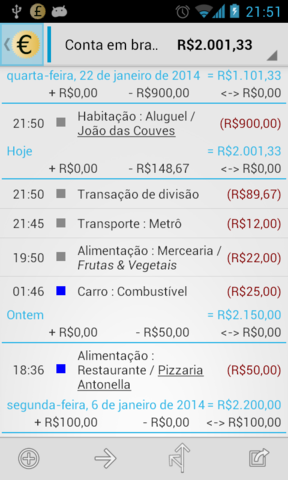 21:51
€
Conta em bra..
R$2.001,33
quarta-feira, 22 de janeiro de 2014 = R$1.101,33
+ R$0,00 - R$900,00 <-> R$0,00
21:50 Habitação : Aluguel / (R$900,00)
João das Couves
Hoje = R$2.001,33
+ R$0,00 - R$148,67 <-> R$0,00
21:50 Transação de divisão (R$89,67)
21:45 Transporte : Metrô (R$12,00)
19:50 Alimentação : Mercearia / (R$22,00)
Frutas & Vegetais
01:46 Carro : Combustível (R$25,00)
Ontem = R$2.150,00
+ R$0,00 - R$50,00 <-> R$0,00
Alimentação :
18:36 Restaurante / Pizzaria (R$50,00)
Antonella
segunda-feira, 6 de janeiro de 2014 = R$2.200,00
+ R$100,00 - R$0,00 <-> R$100,00